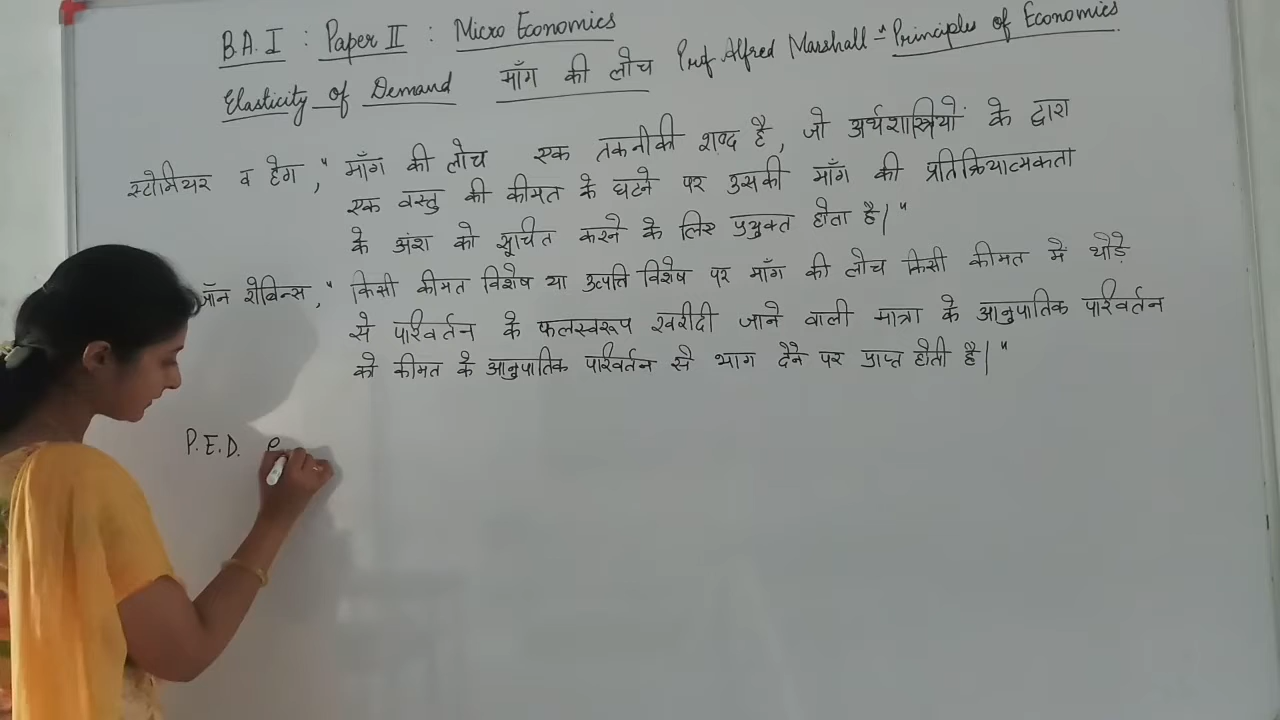 B.A. I : Paper II : Micro Economics
Elasticity of Demand माँग की लोच Prof. Alfred Marshall - "Principles of Economics
स्टोनियर व हेग, " माँग की लोच एक तकनीकी शब्द है, जो अर्थशास्त्रियों के द्वारा
एक वस्तु की कीमत के घटने पर उसकी माँग की प्रतिक्रियात्मकता
के अंश को सूचित करने के लिए प्रयुक्त होता है।"
जॉन रोबिन्स, " किसी कीमत विशेष या उत्पत्ति विशेष पर माँग की लोच किसी कीमत में थोड़े
से परिवर्तन के फलस्वरूप खरीदी जाने वाली मात्रा के आनुपातिक परिवर्तन
को कीमत के आनुपातिक परिवर्तन से भाग देने पर प्राप्त होती है।"
P.E.D. e